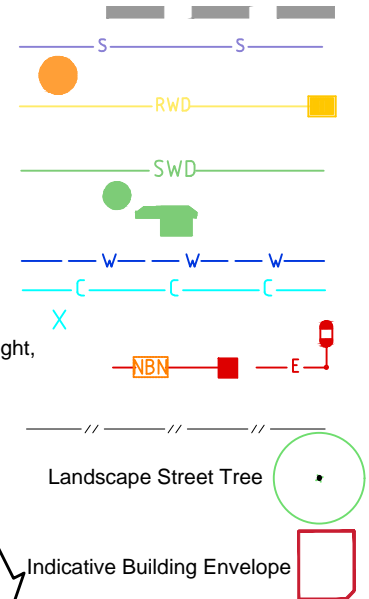 S S
RWD
SWD
W W W
C C C
X
ght,
NBN E
// // //
Landscape Street Tree
Indicative Building Envelope